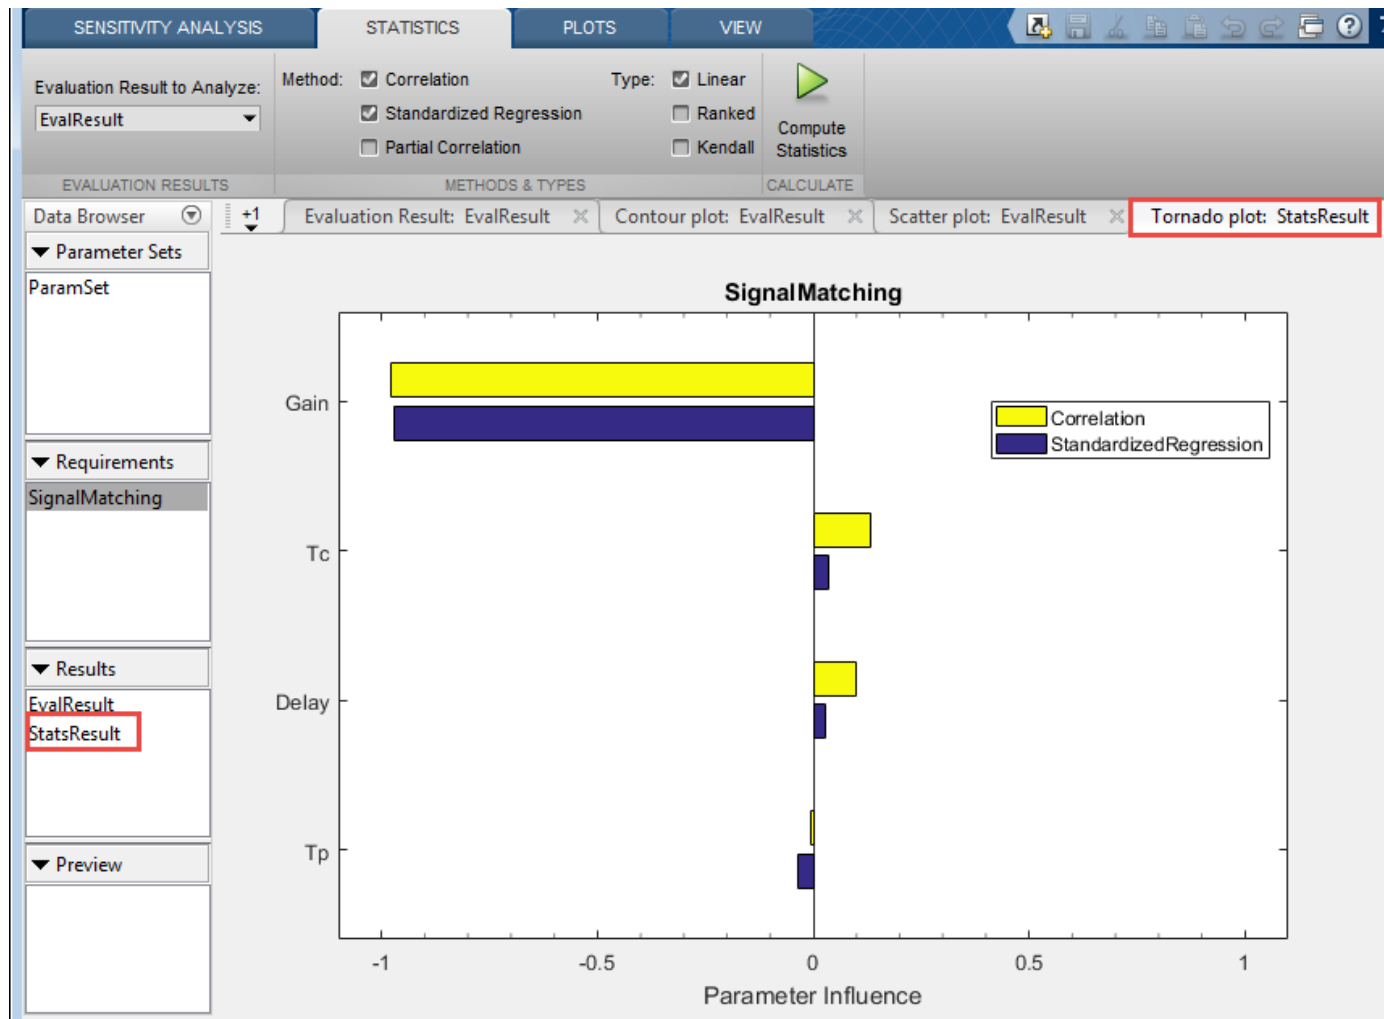 SENSITIVITY ANALYSIS
STATISTICS
PLOTS
VIEW
Evaluation Result to Analyze:
EvalResult
EVALUATION RESULTS
Method:
Correlation
Standardized Regression
Partial Correlation
Type:
Linear
Ranked
Kendall
METHODS & TYPES
Compute
Statistics
CALCULATE
Data Browser
+1
Evaluation Result: EvalResult
Contour plot: EvalResult
Scatter plot: EvalResult
Tornado plot: StatsResult
Parameter Sets
ParamSet
Requirements
SignalMatching
Results
EvalResult
StatsResult
Preview
SignalMatching
Gain
Tc
Delay
Tp
Correlation
StandardizedRegression
-1
-0.5
0
0.5
1
Parameter Influence